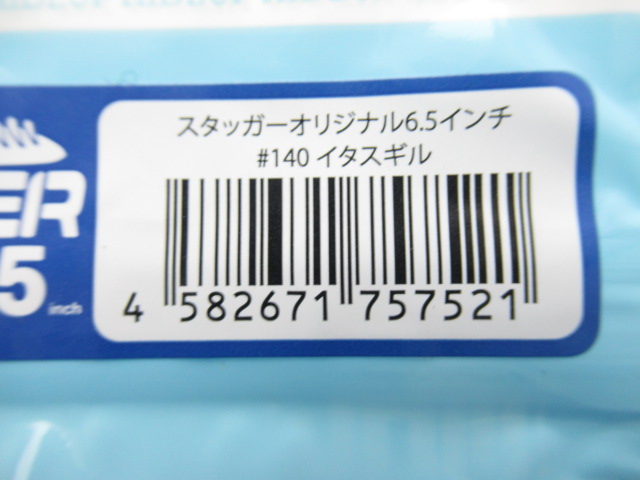 スタッガーオリジナル6.5インチ
#140 イタスギル
ER
5
inch
4 582671 757521